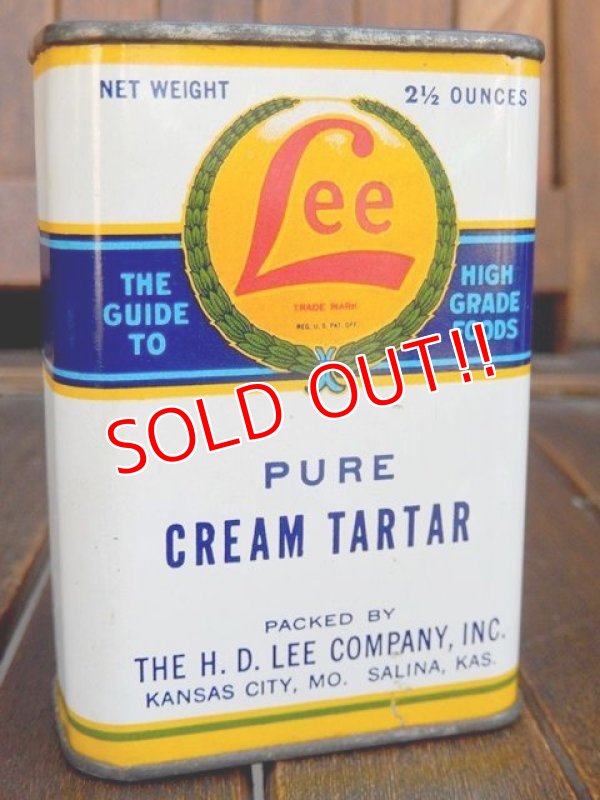 NET WEIGHT 2½ OUNCES
Lee
TRADE MARK
REG. U.S. PAT. OFF.
THE
GUIDE
TO
HIGH
GRADE
FOODS
SOLD OUT!!
PURE
CREAM TARTAR
PACKED BY
THE H. D. LEE COMPANY, INC.
KANSAS CITY, MO. SALINA, KAS.